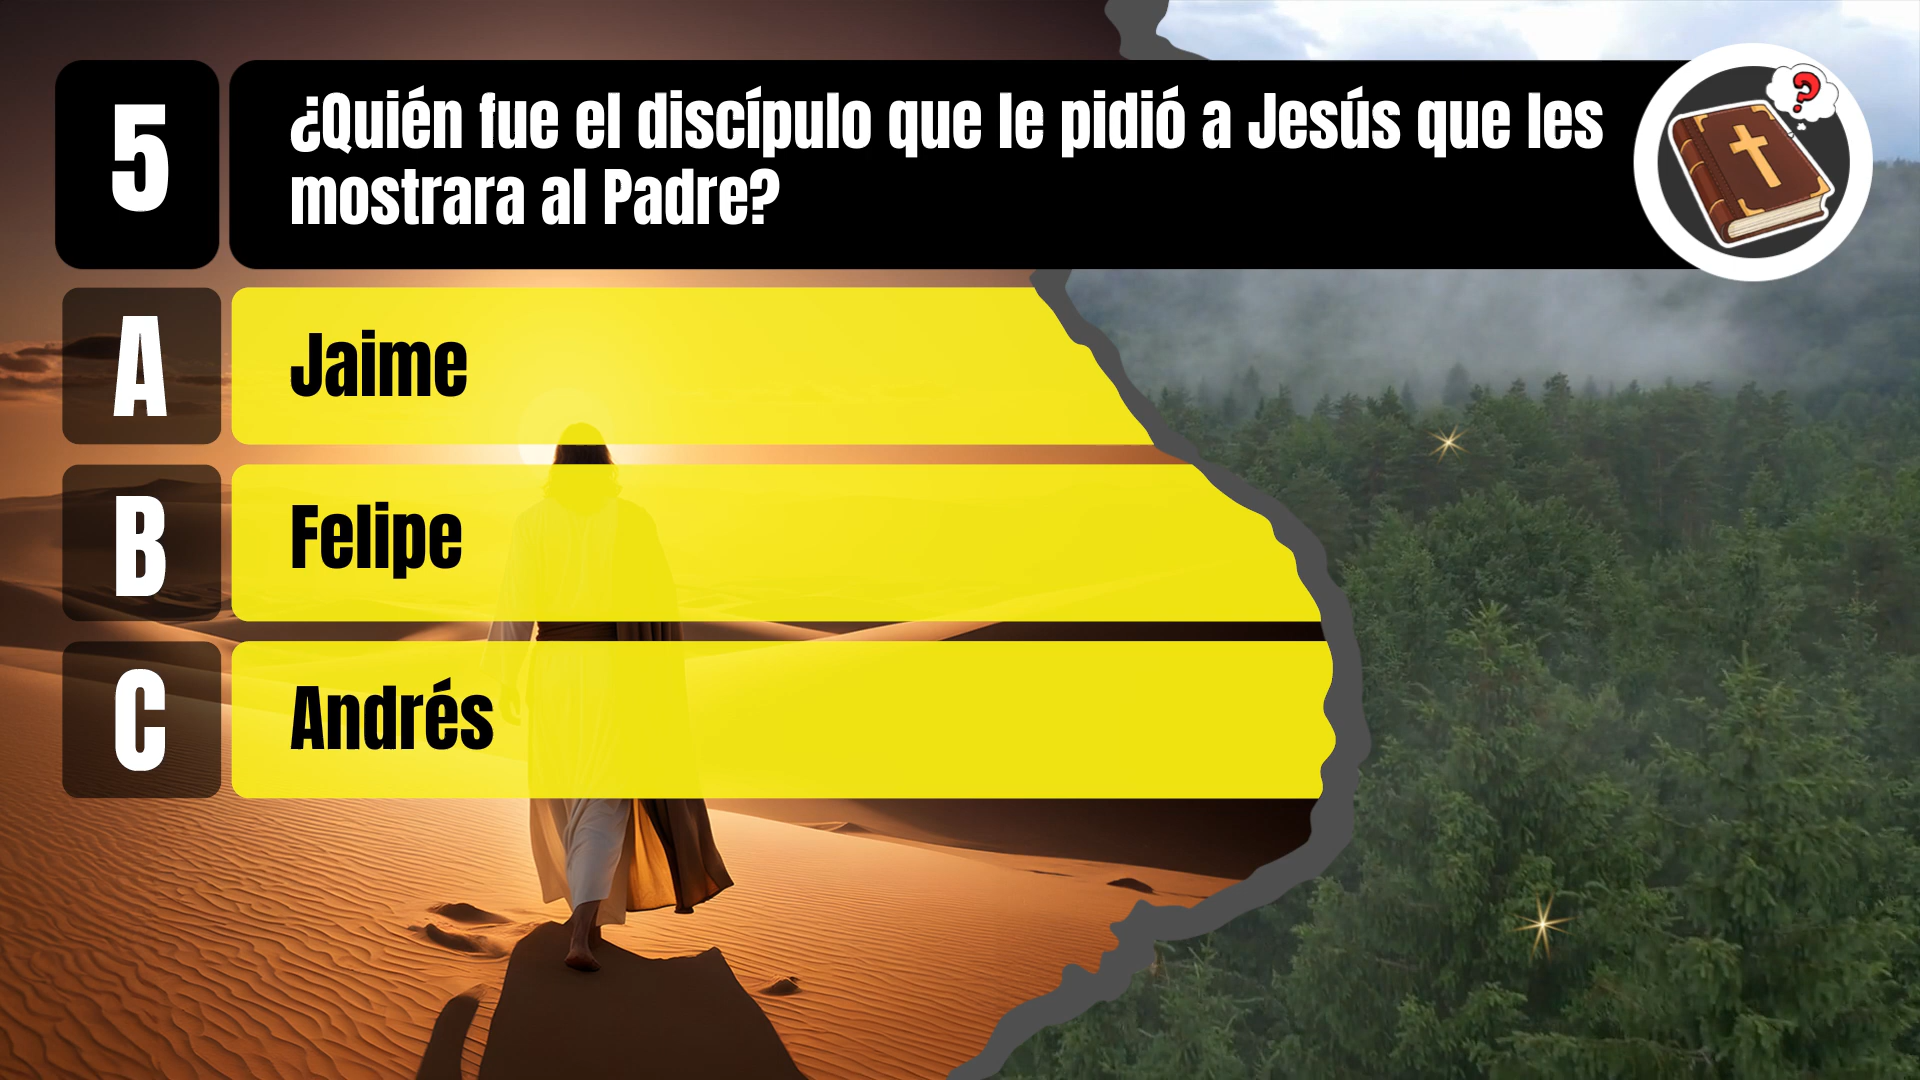 5
¿Quién fue el discípulo que le pidió a Jesús que les
mostrara al Padre?
?
A
Jaime
B
Felipe
C
Andrés